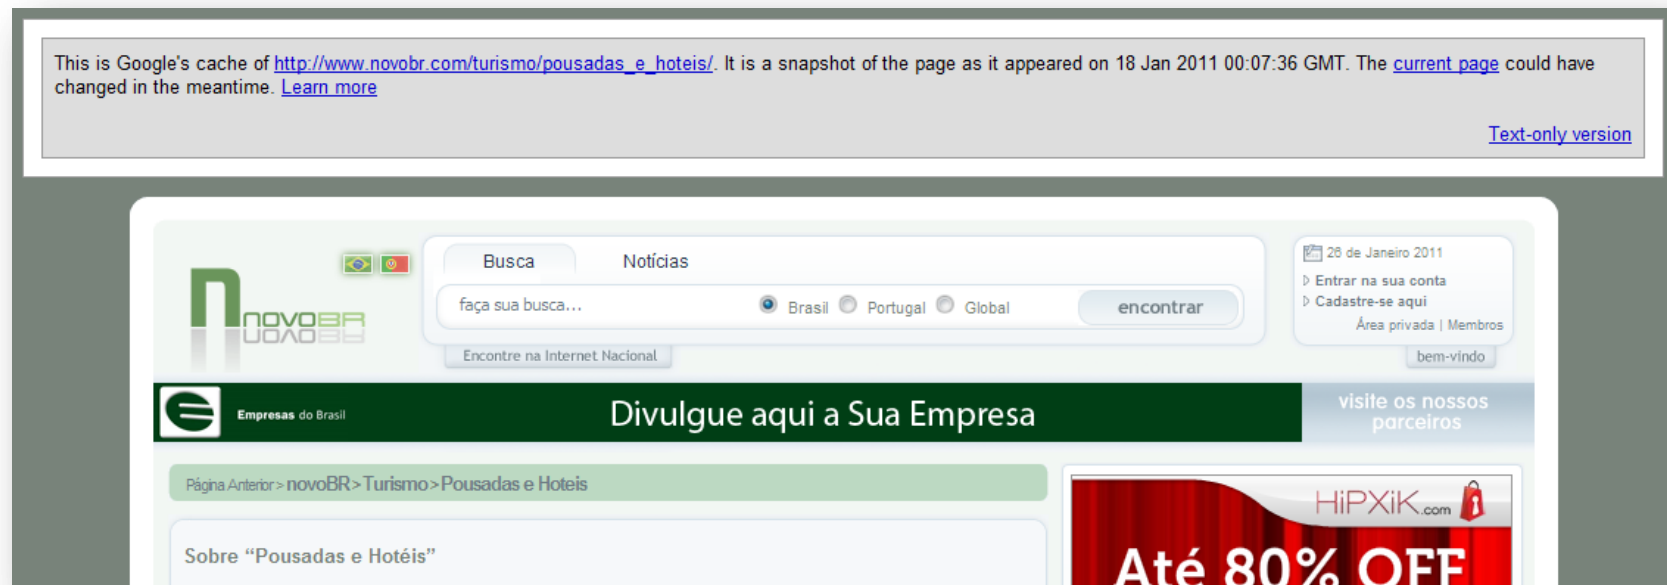 This is Google's cache of http://www.novobr.com/turismo/pousadas_e_hoteis/. It is a snapshot of the page as it appeared on 18 Jan 2011 00:07:36 GMT. The current page could have
changed in the meantime. Learn more
Text-only version
novoBR
Busca
Notícias
faça sua busca...
Brasil
Portugal
Global
encontrar
Encontre na Internet Nacional
26 de Janeiro 2011
Entrar na sua conta
Cadastre-se aqui
Área privada | Membros
bem-vindo
Empresas do Brasil
Divulgue aqui a Sua Empresa
visite os nossos
parceiros
Página Anterior > novoBR > Turismo > Pousadas e Hoteis
Sobre “Pousadas e Hotéis”
HiPXiK.com
Até 80% OFF